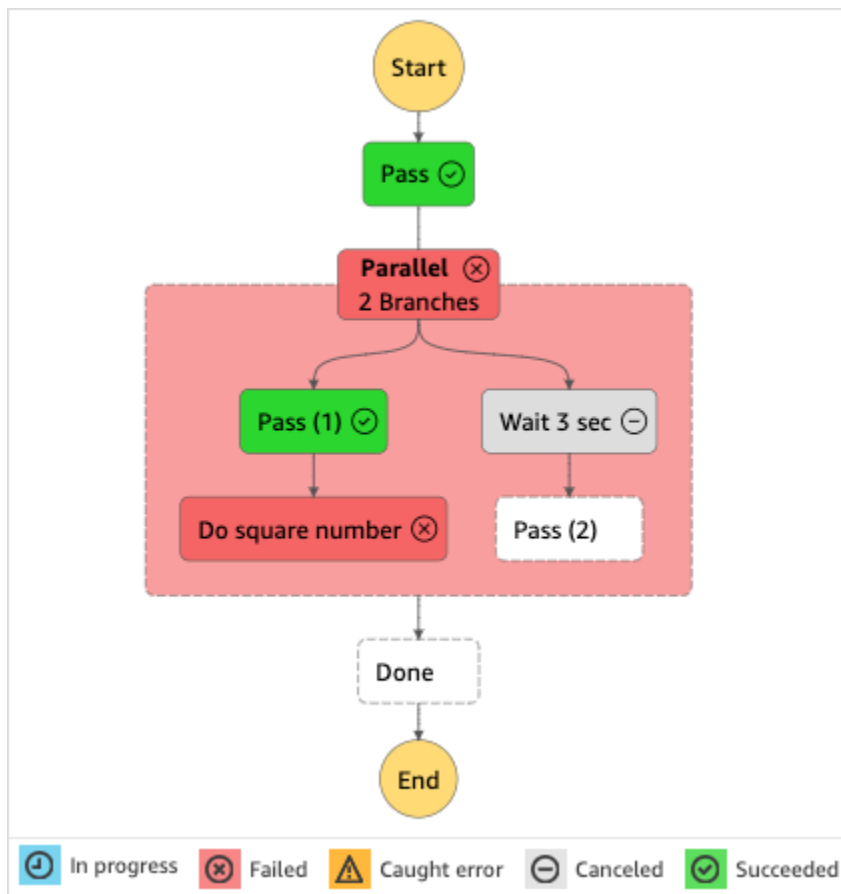 Start
Pass
Parallel
2 Branches
Pass (1)
Wait 3 sec
Do square number
Pass (2)
Done
End
In progress
Failed
Caught error
Canceled
Succeeded